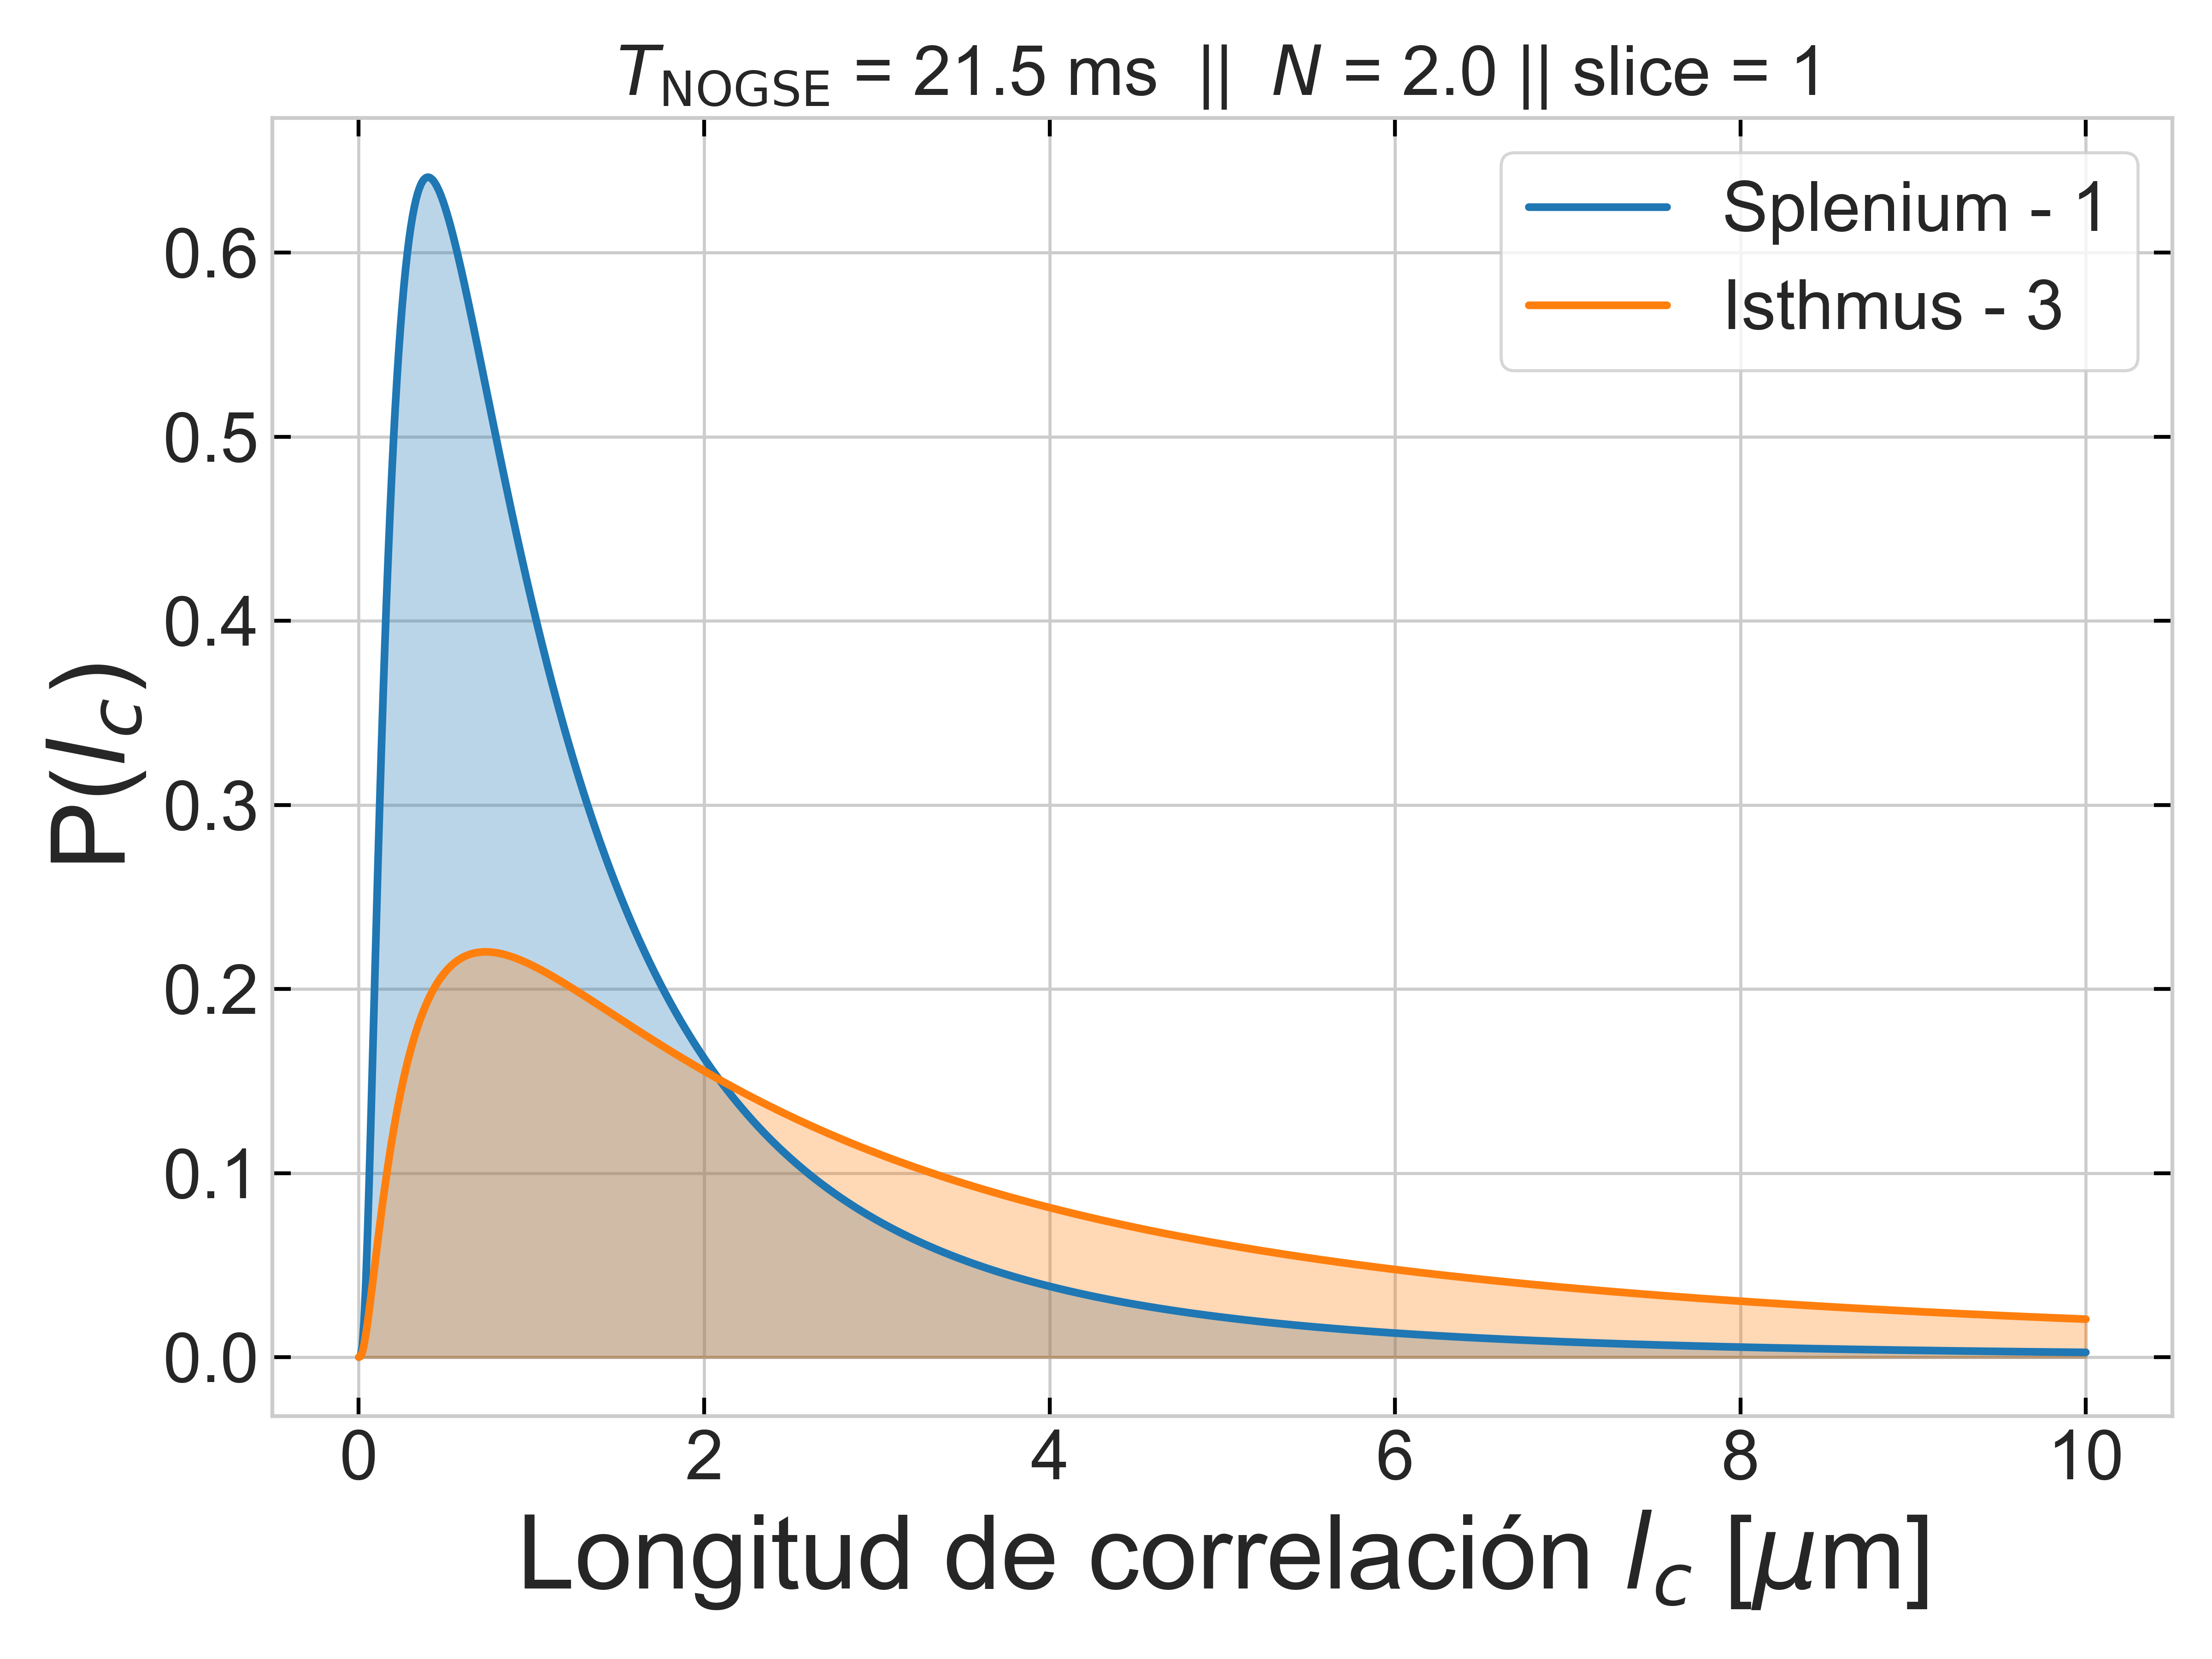 T_NOGSE = 21.5 ms || N = 2.0 || slice = 1
Splenium - 1
Isthmus - 3
P(l_c)
0.6
0.5
0.4
0.3
0.2
0.1
0.0
0 2 4 6 8 10
Longitud de correlación l_c [μm]